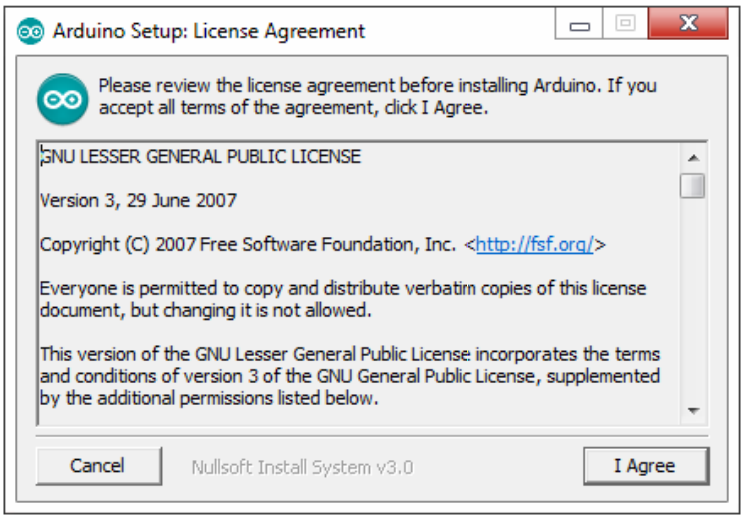 Arduino Setup: License Agreement
Please review the license agreement before installing Arduino. If you
accept all terms of the agreement, click I Agree.
GNU LESSER GENERAL PUBLIC LICENSE
Version 3, 29 June 2007
Copyright (C) 2007 Free Software Foundation, Inc. <http://fsf.org/>
Everyone is permitted to copy and distribute verbatim copies of this license
document, but changing it is not allowed.
This version of the GNU Lesser General Public License incorporates the terms
and conditions of version 3 of the GNU General Public License, supplemented
by the additional permissions listed below.
Cancel
Nullsoft Install System v3.0
I Agree